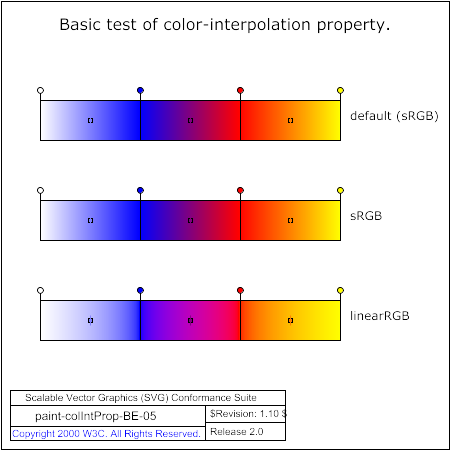 Basic test of color-interpolation property.
default (sRGB)
sRGB
linearRGB
Scalable Vector Graphics (SVG) Conformance Suite
paint-colIntProp-BE-05
$Revision: 1.10 $
Copyright 2000 W3C. All Rights Reserved.
Release 2.0